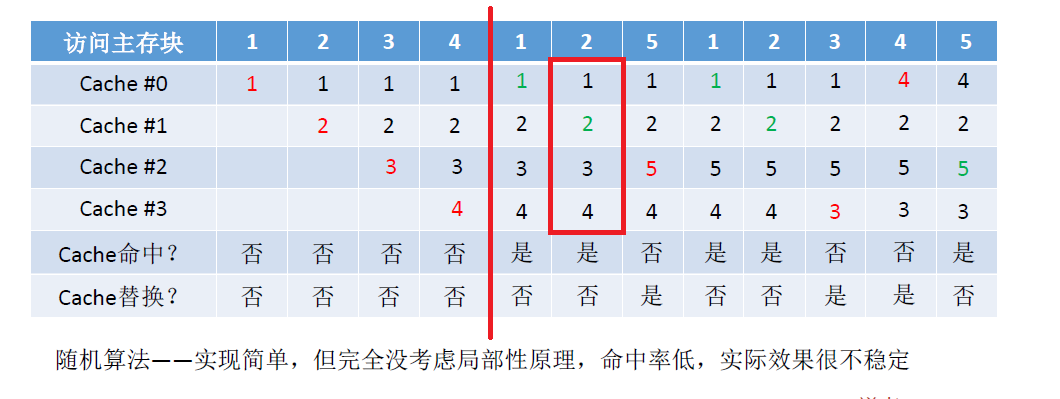 访问主存块 1 2 3 4 1 2 5 1 2 3 4 5
Cache #0 1 1 1 1 1 1 1 1 1 1 4 4
Cache #1 2 2 2 2 2 2 2 2 2 2 2
Cache #2 3 3 3 3 5 5 5 5 5 5
Cache #3 4 4 4 4 4 4 3 3 3
Cache命中? 否 否 否 否 是 是 否 是 是 否 否 是
Cache替换? 否 否 否 否 否 否 是 否 否 是 是 否
随机算法——实现简单，但完全没考虑局部性原理，命中率低，实际效果很不稳定